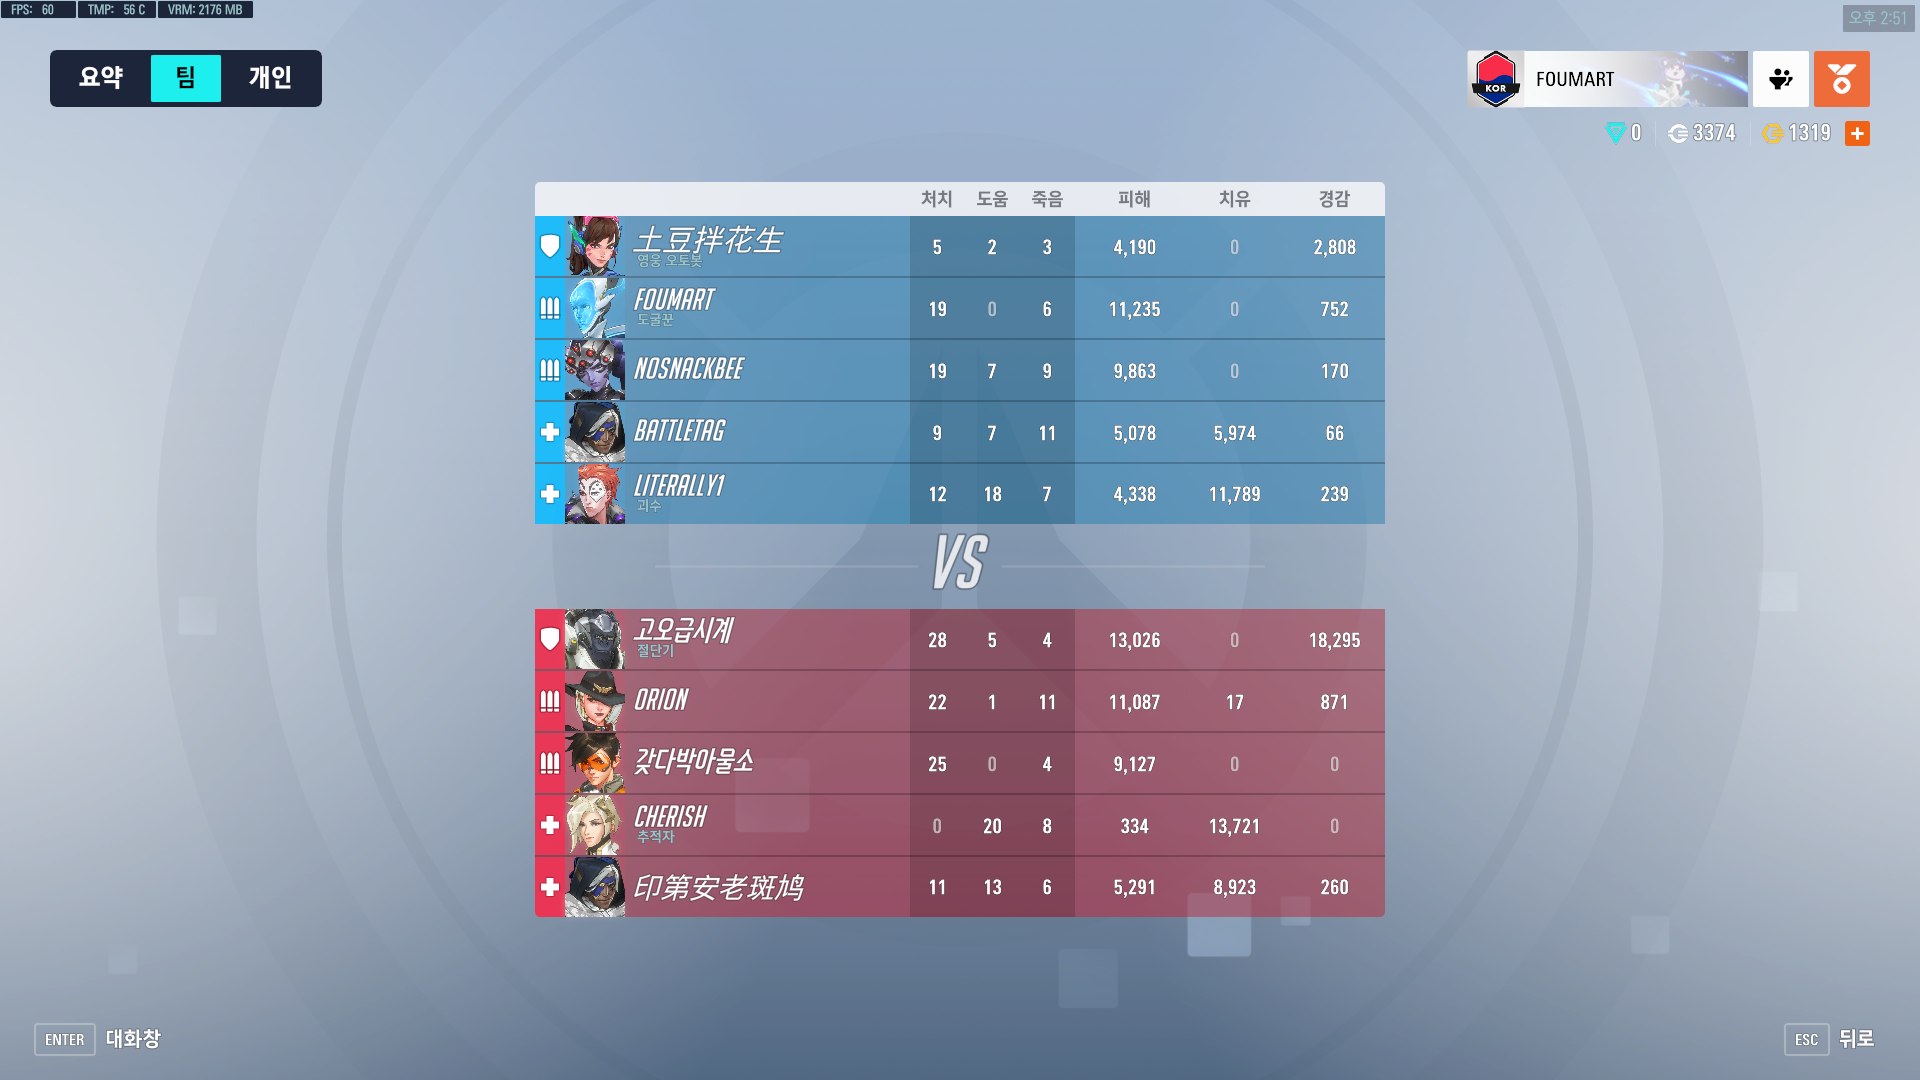 FPS: 60 TMP: 56 C VRM: 2176 MB
오후 2:51
요약 팀 개인
KOR FOUMART
0 3374 1319
처치 도움 죽음 피해 치유 경감
土豆拌花生 5 2 3 4,190 0 2,808
영웅 오토봇
FOUMART 19 0 6 11,235 0 752
도굴꾼
NOSNACKBEE 19 7 9 9,863 0 170
BATTLETAG 9 7 11 5,078 5,974 66
LITERALLY1 12 18 7 4,338 11,789 239
괴수
VS
고오급시계 28 5 4 13,026 0 18,295
절단기
ORION 22 1 11 11,087 17 871
갖다박아물소 25 0 4 9,127 0 0
CHERISH 0 20 8 334 13,721 0
추적자
印第安老斑鸠 11 13 6 5,291 8,923 260
ENTER 대화창
ESC 뒤로